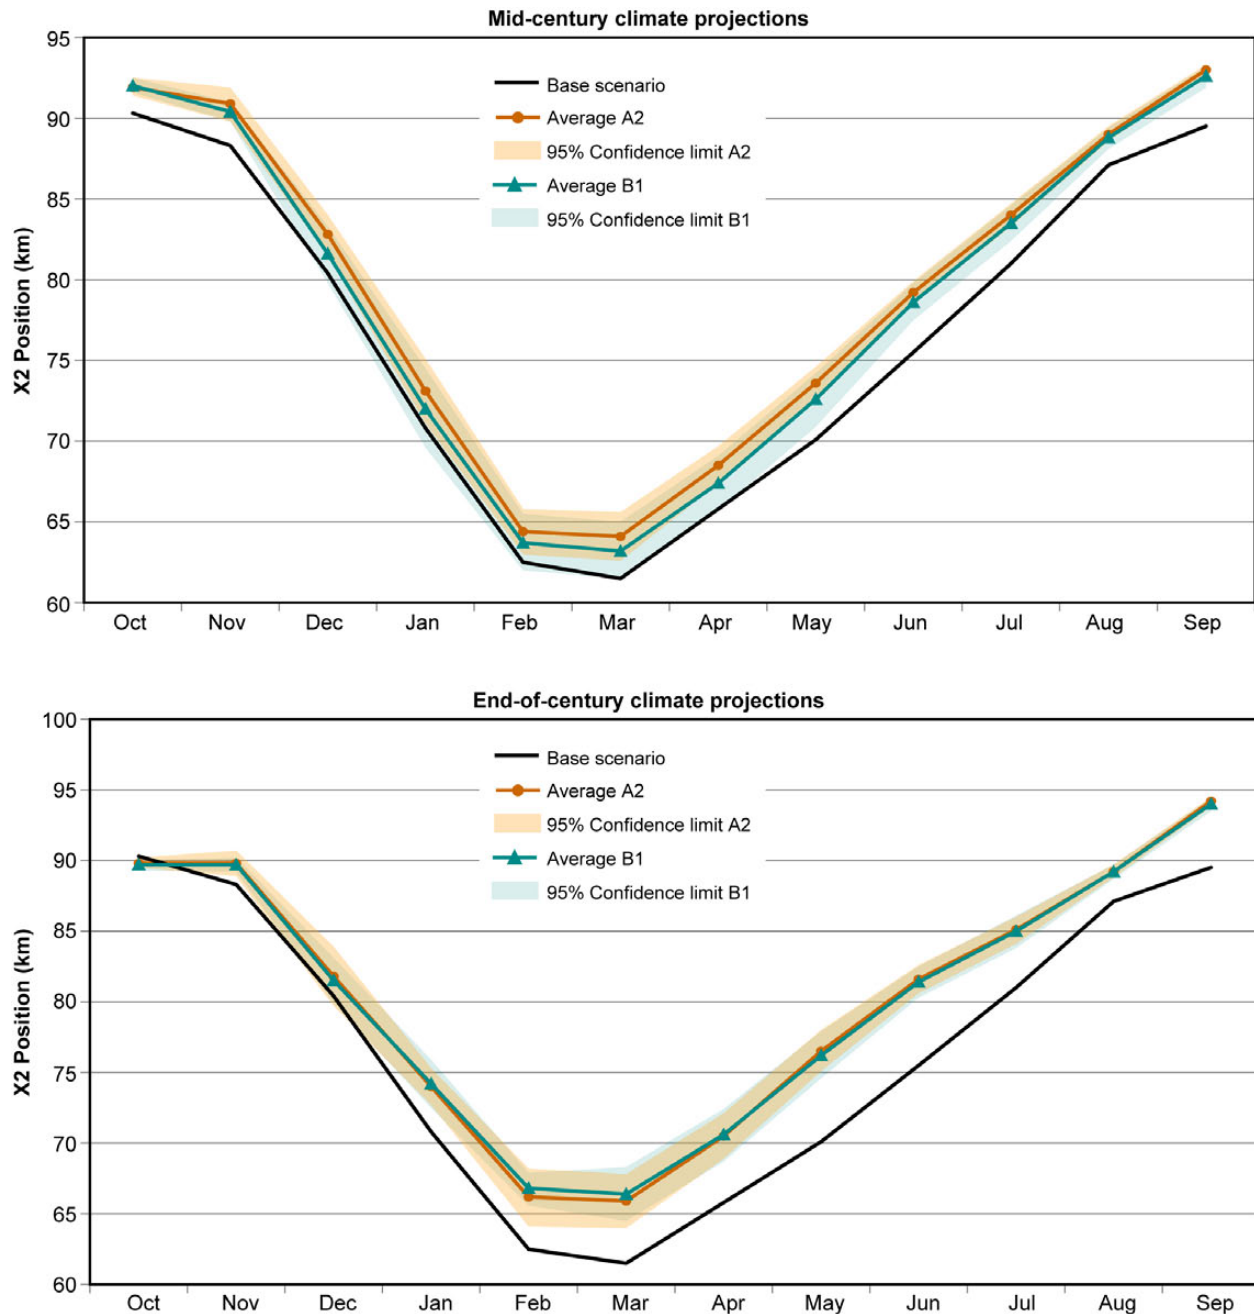 Mid-century climate projections
95
90
85
80
75
70
65
60
X2 Position (km)
Base scenario
Average A2
95% Confidence limit A2
Average B1
95% Confidence limit B1
Oct Nov Dec Jan Feb Mar Apr May Jun Jul Aug Sep
End-of-century climate projections
100
95
90
85
80
75
70
65
60
X2 Position (km)
Base scenario
Average A2
95% Confidence limit A2
Average B1
95% Confidence limit B1
Oct Nov Dec Jan Feb Mar Apr May Jun Jul Aug Sep